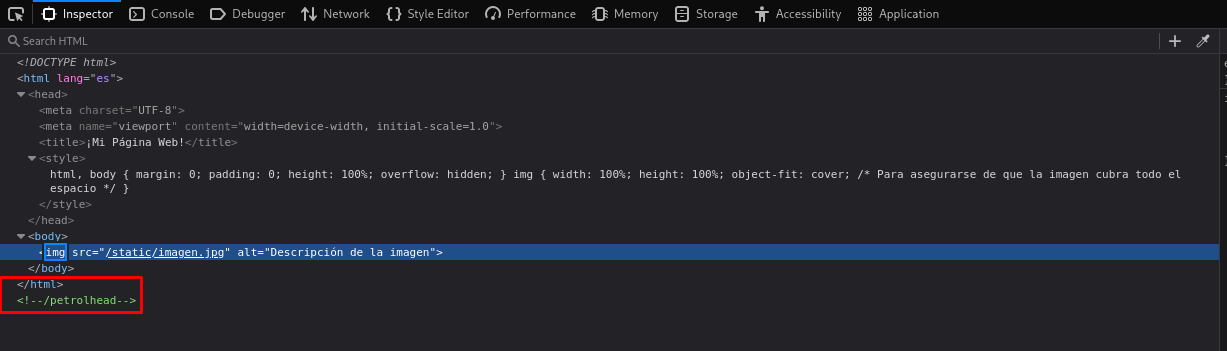 Inspector Console Debugger Network Style Editor Performance Memory Storage Accessibility Application
Search HTML
<!DOCTYPE html>
<html lang="es">
<head>
<meta charset="UTF-8">
<meta name="viewport" content="width=device-width, initial-scale=1.0">
<title>¡Mi Página Web!</title>
<style>
html, body { margin: 0; padding: 0; height: 100%; overflow: hidden; } img { width: 100%; height: 100%; object-fit: cover; /* Para asegurarse de que la imagen cubra todo el
espacio */ }
</style>
</head>
<body>
<img src="/static/imagen.jpg" alt="Descripción de la imagen">
</body>
</html>
<!--/petrolhead-->